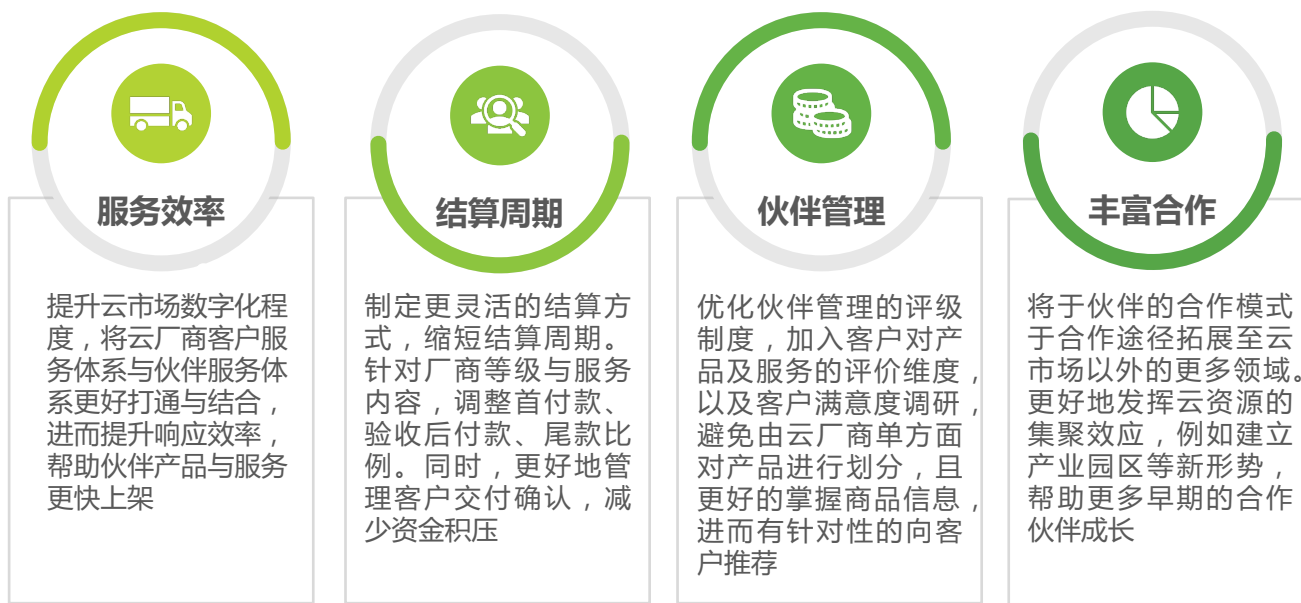 服务效率
提升云市场数字化程
度，将云厂商客户服
务体系与伙伴服务体
系更好打通与结合，
进而提升响应效率，
帮助伙伴产品与服务
更快上架
结算周期
制定更灵活的结算方
式，缩短结算周期。
针对厂商等级与服务
内容，调整首付款、
验收后付款、尾款比
例。同时，更好地管
理客户交付确认，减
少资金积压
伙伴管理
优化伙伴管理的评级
制度，加入客户对产
品及服务的评价维度，
以及客户满意度调研，
避免由云厂商单方面
对产品进行划分，且
更好的掌握商品信息，
进而有针对性的向客
户推荐
丰富合作
将于伙伴的合作模式
于合作途径拓展至云
市场以外的更多领域。
更好地发挥云资源的
集聚效应，例如建立
产业园区等新形势，
帮助更多早期的合作
伙伴成长